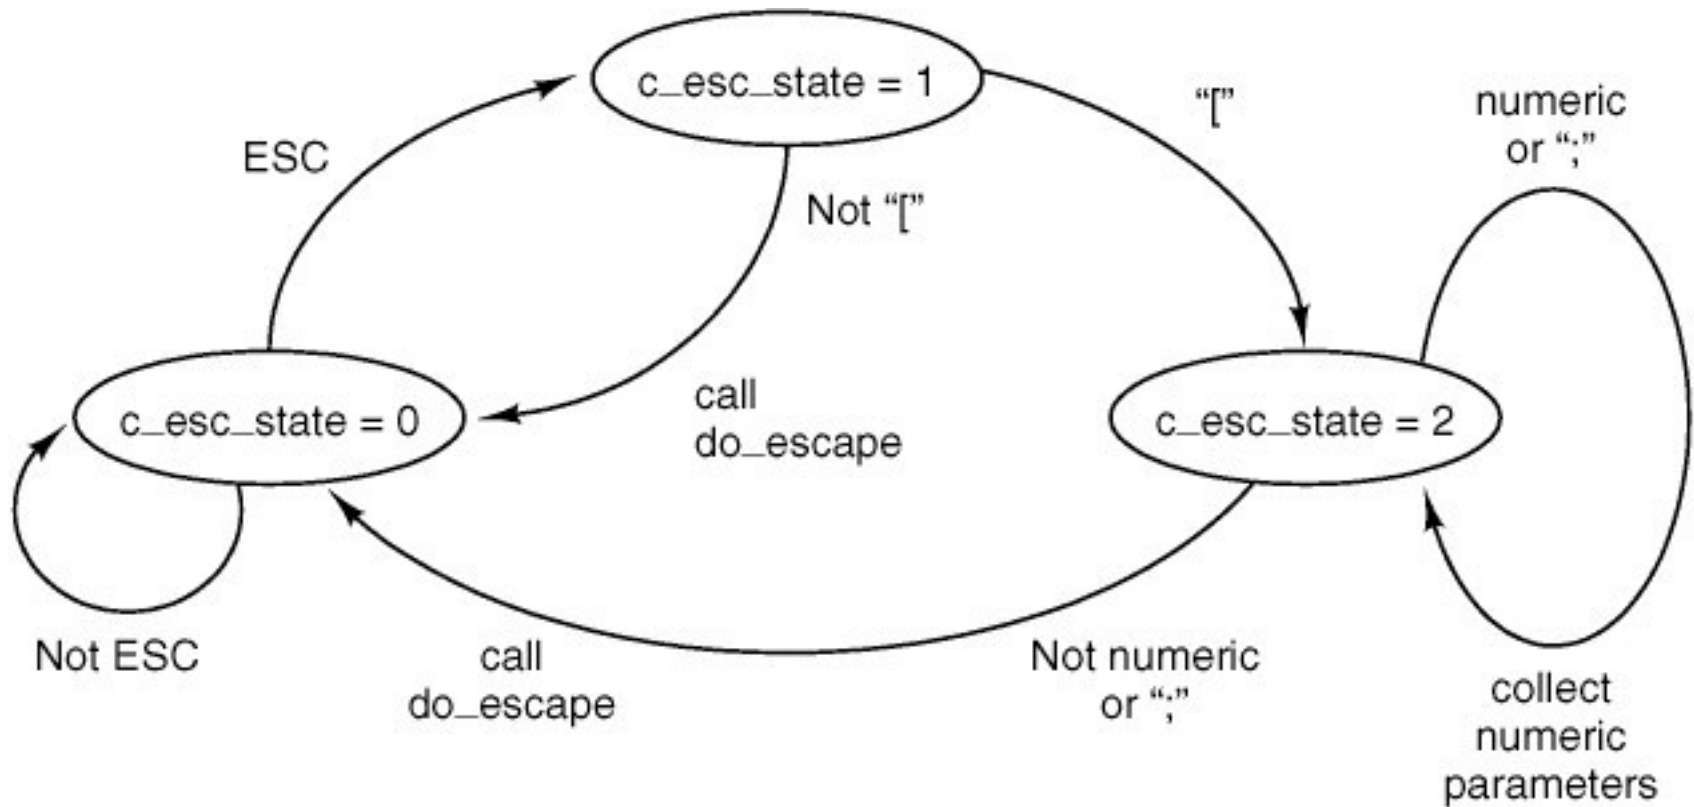 c_esc_state = 1
“[”
numeric
or “;”
ESC
Not “[”
call
do_escape
c_esc_state = 0
c_esc_state = 2
Not ESC
call
do_escape
Not numeric
or “;”
collect
numeric
parameters